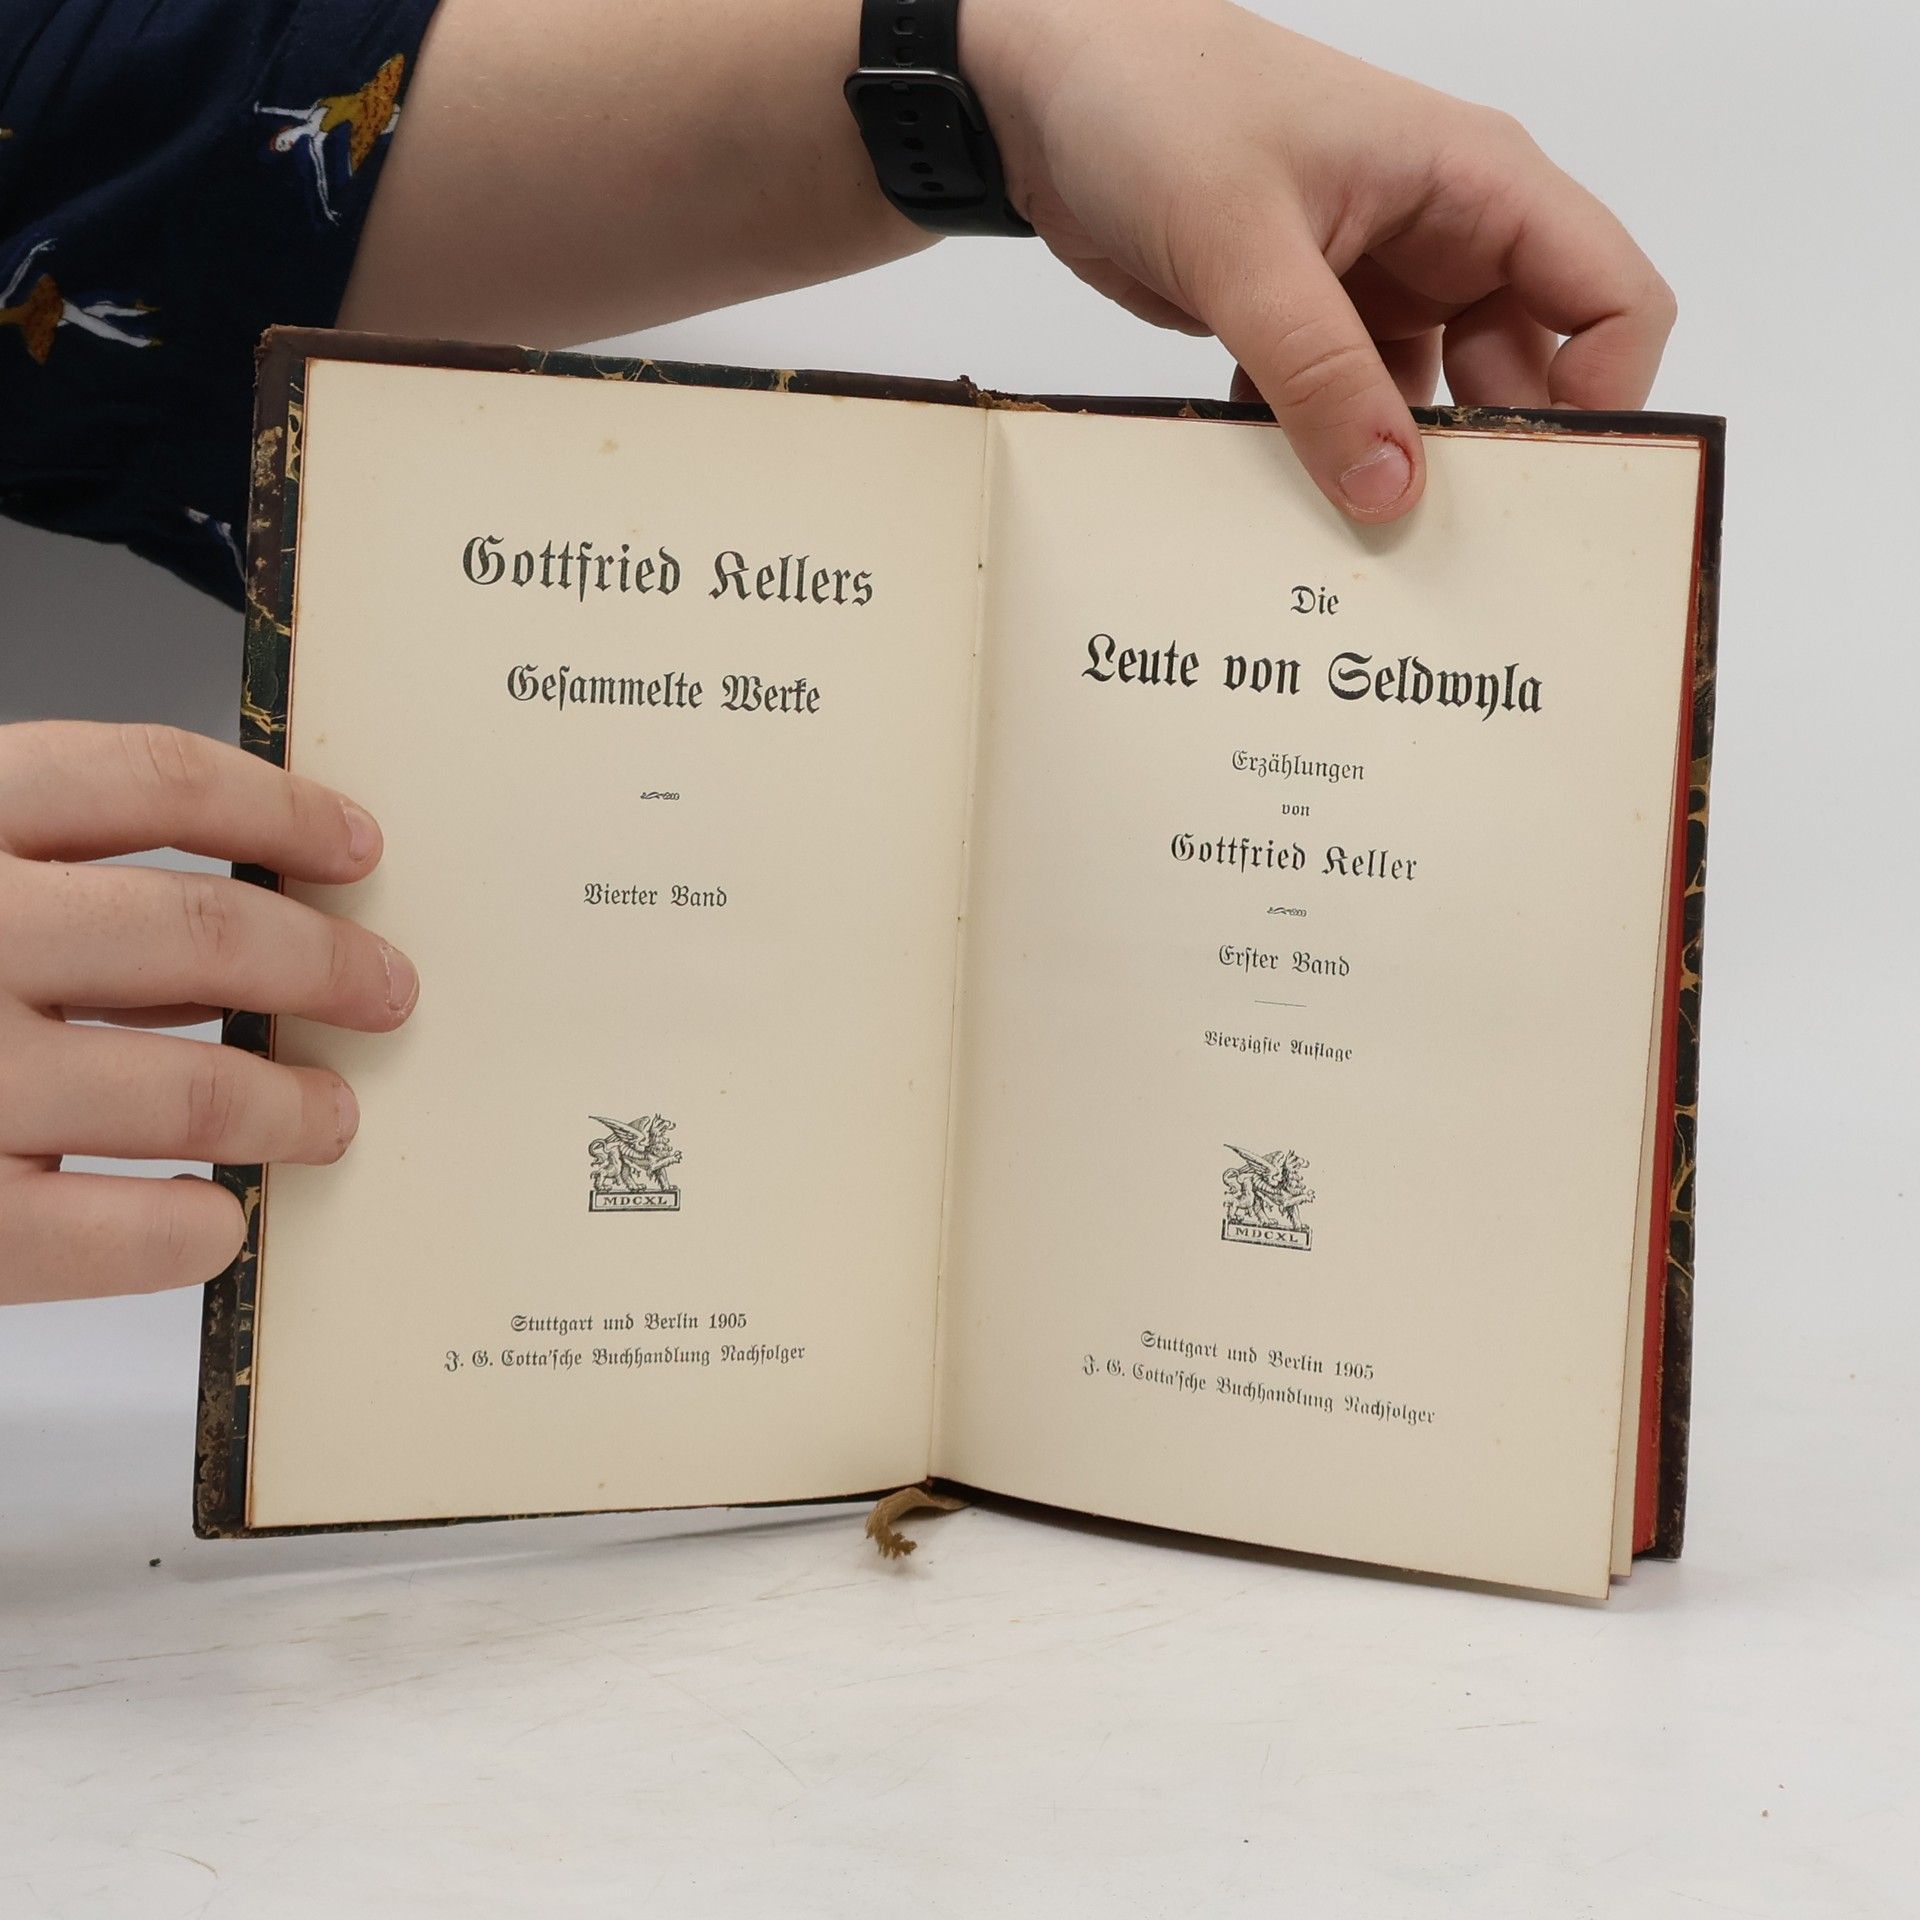 Gottfried Kellers
Gesammelte Werke
Vierter Band
MDCXL
Stuttgart und Berlin 1905
J. G. Cotta'sche Buchhandlung Nachfolger
Die
Leute von Seldwyla
Erzählungen
von
Gottfried Keller
Erster Band
Vierzigste Auflage
MDCXL
Stuttgart und Berlin 1905
J. G. Cotta'sche Buchhandlung Nachfolger